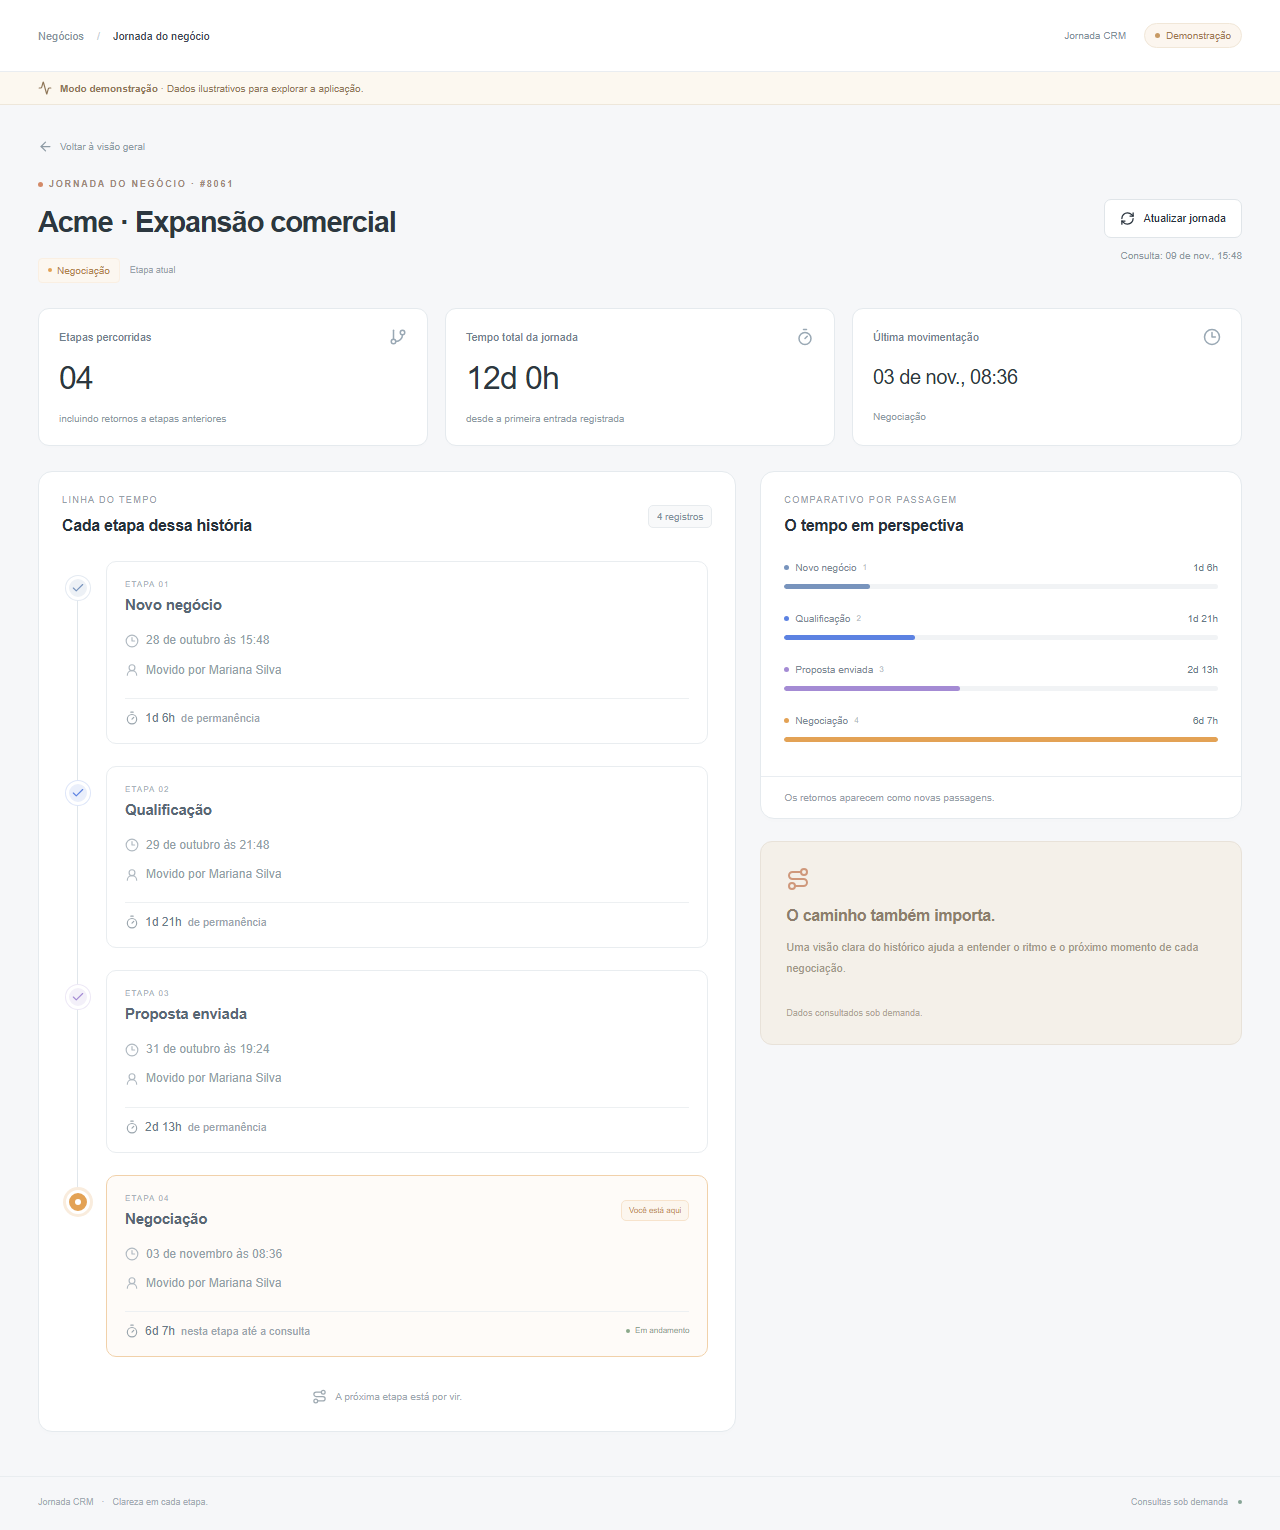 Negócios / Jornada do negócio
Jornada CRM
Demonstração
Modo demonstração · Dados ilustrativos para explorar a aplicação.
Voltar à visão geral
JORNADA DO NEGÓCIO · #8061
Acme · Expansão comercial
Negociação
Etapa atual
Atualizar jornada
Consulta: 09 de nov., 15:48
Etapas percorridas
04
incluindo retornos a etapas anteriores
Tempo total da jornada
12d 0h
desde a primeira entrada registrada
Última movimentação
03 de nov., 08:36
Negociação
LINHA DO TEMPO
Cada etapa dessa história
4 registros
ETAPA 01
Novo negócio
28 de outubro às 15:48
Movido por Mariana Silva
1d 6h de permanência
ETAPA 02
Qualificação
29 de outubro às 21:48
Movido por Mariana Silva
1d 21h de permanência
ETAPA 03
Proposta enviada
31 de outubro às 19:24
Movido por Mariana Silva
2d 13h de permanência
ETAPA 04
Negociação
Você está aqui
03 de novembro às 08:36
Movido por Mariana Silva
6d 7h nesta etapa até a consulta
Em andamento
A próxima etapa está por vir.
COMPARATIVO POR PASSAGEM
O tempo em perspectiva
Novo negócio 1 1d 6h
Qualificação 2 1d 21h
Proposta enviada 3 2d 13h
Negociação 4 6d 7h
Os retornos aparecem como novas passagens.
O caminho também importa.
Uma visão clara do histórico ajuda a entender o ritmo e o próximo momento de cada
negociação.
Dados consultados sob demanda.
Jornada CRM · Clareza em cada etapa.
Consultas sob demanda